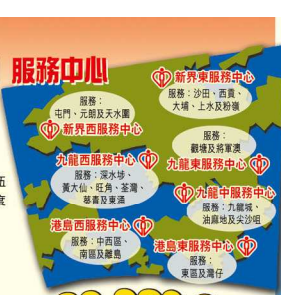 服務中心
新界東服務中心
服務：沙田、西貢、
大埔、上水及粉嶺
服務：
屯門、元朗及天水圍
新界西服務中心
服務：
觀塘及將軍澳
九龍東服務中心
九龍西服務中心
服務：深水埗、
黃大仙、旺角、荃灣、
葵青及東涌
九龍中服務中心
服務：九龍城、
油麻地及尖沙咀
港島西服務中心
服務：中西區、
南區及離島
港島東服務中心
服務：
東區及灣仔
伍